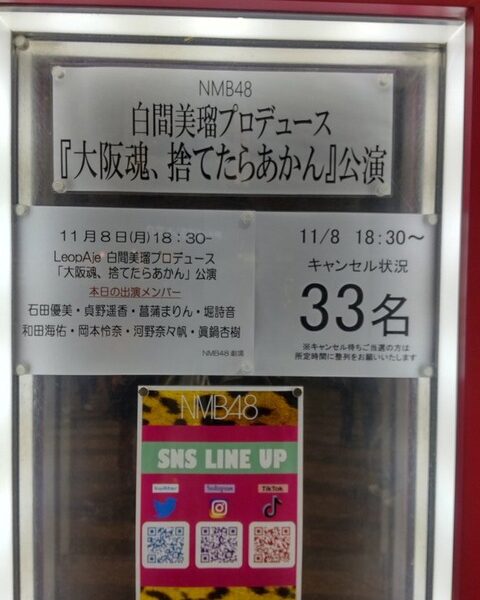 NMB48
白間美瑠プロデュース
『大阪魂、捨てたらあかん』公演
11月8日(月)18:30-
LeopAje 白間美瑠プロデュース
「大阪魂、捨てたらあかん」公演
本日の出演メンバー
石田優美・貞野遥香・菖蒲まりん・堀詩音
和田海佑・岡本怜奈・河野奈々帆・眞鍋杏樹
NMB48 劇場
11/8 18:30～
キャンセル状況
33名
※キャンセル待ちご当選の方は
所定時間に整列をお願いいたします
NMB48
SNS LINE UP
twitter
Instagram
TikTok